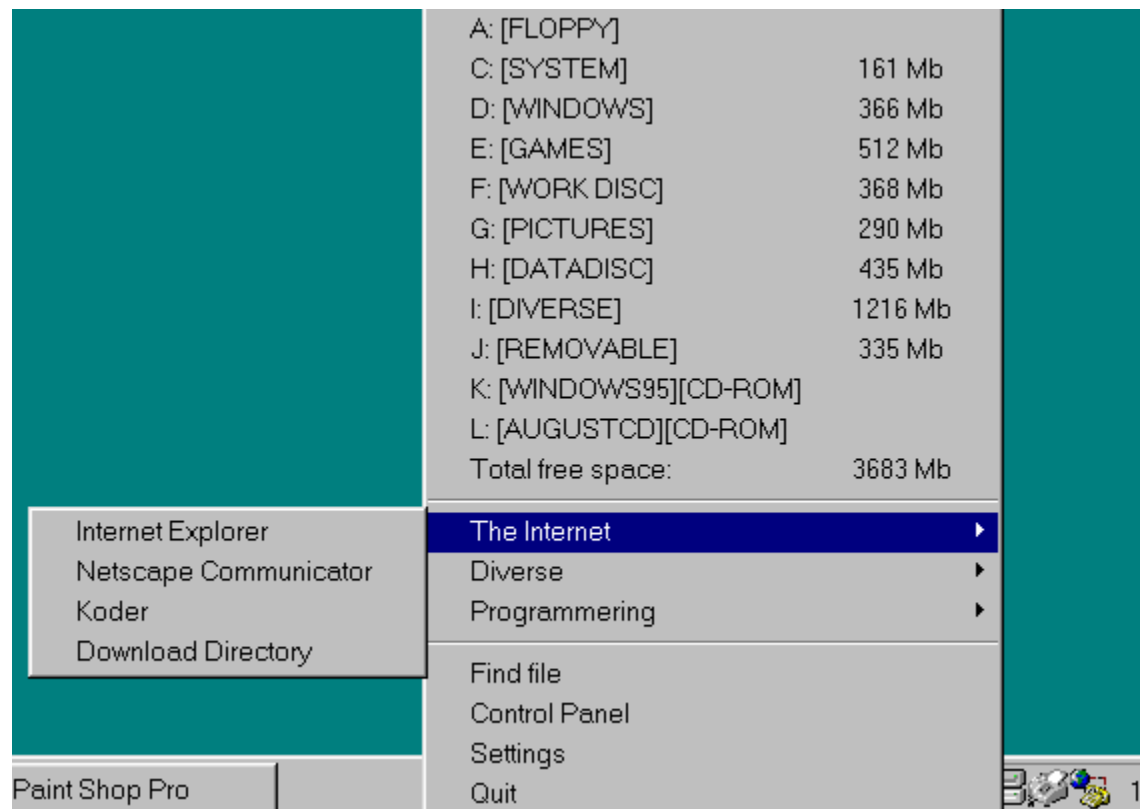 A: [FLOPPY]
C: [SYSTEM] 161 Mb
D: [WINDOWS] 366 Mb
E: [GAMES] 512 Mb
F: [WORK DISC] 368 Mb
G: [PICTURES] 290 Mb
H: [DATADISC] 435 Mb
I: [DIVERSE] 1216 Mb
J: [REMOVABLE] 335 Mb
K: [WINDOWS95][CD-ROM]
L: [AUGUSTCD][CD-ROM]
Total free space: 3683 Mb
The Internet
Diverse
Programmering
Find file
Control Panel
Settings
Quit
Internet Explorer
Netscape Communicator
Koder
Download Directory
Paint Shop Pro